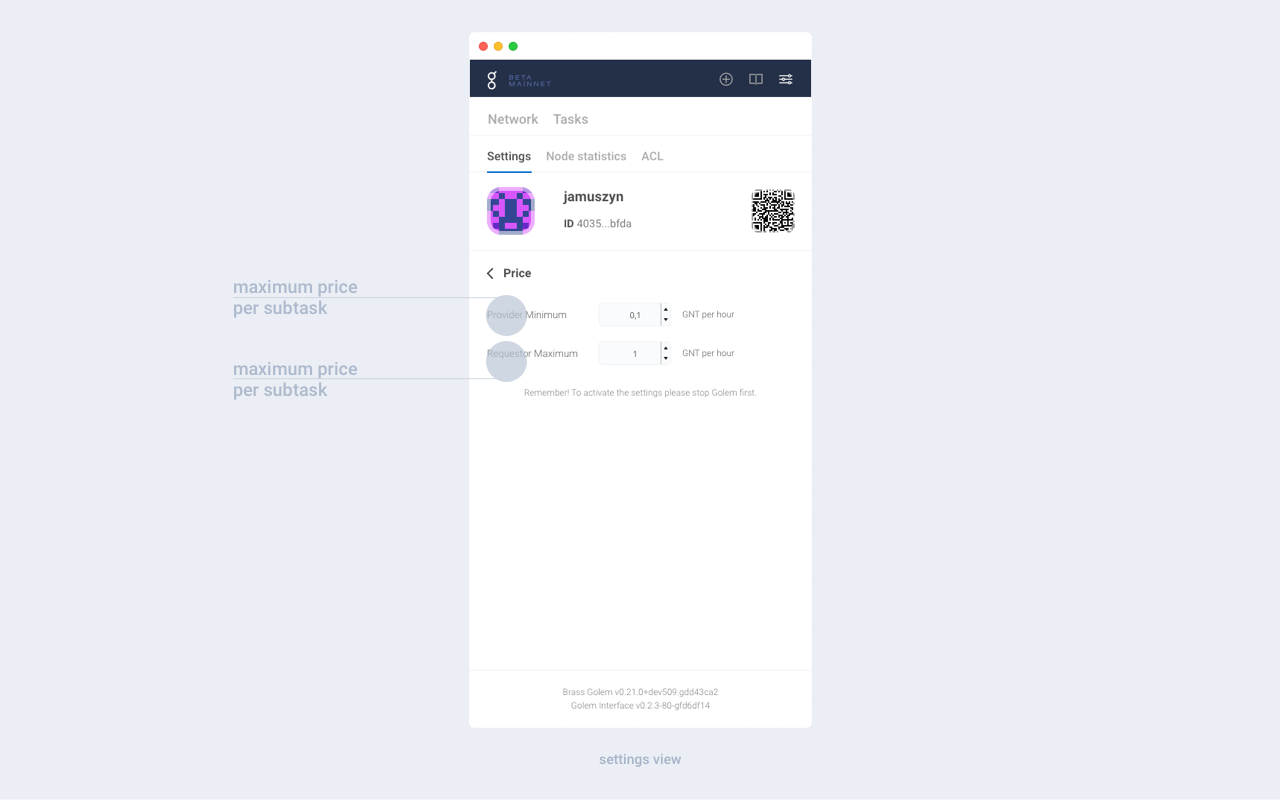 BETA
MAINNET
Network Tasks
Settings Node statistics ACL
jamuszyn
ID 4035...bfda
Price
maximum price
per subtask
Provider Minimum 0,1 GNT per hour
Requestor Maximum 1 GNT per hour
maximum price
per subtask
Remember! To activate the settings please stop Golem first.
Brass Golem v0.21.0+dev509.gdd43ca2
Golem Interface v0.2.3-80-gfd6df14
settings view